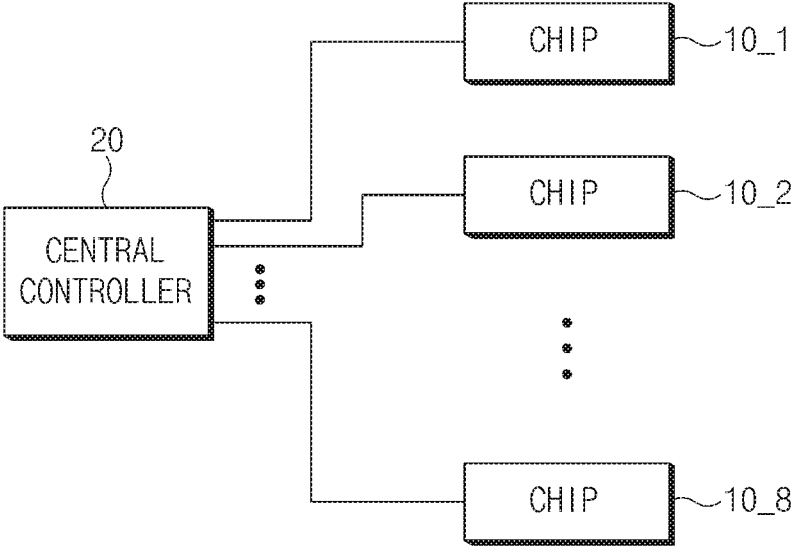 CHIP 10_1
20
CHIP 10_2
CENTRAL
CONTROLLER
CHIP 10_8